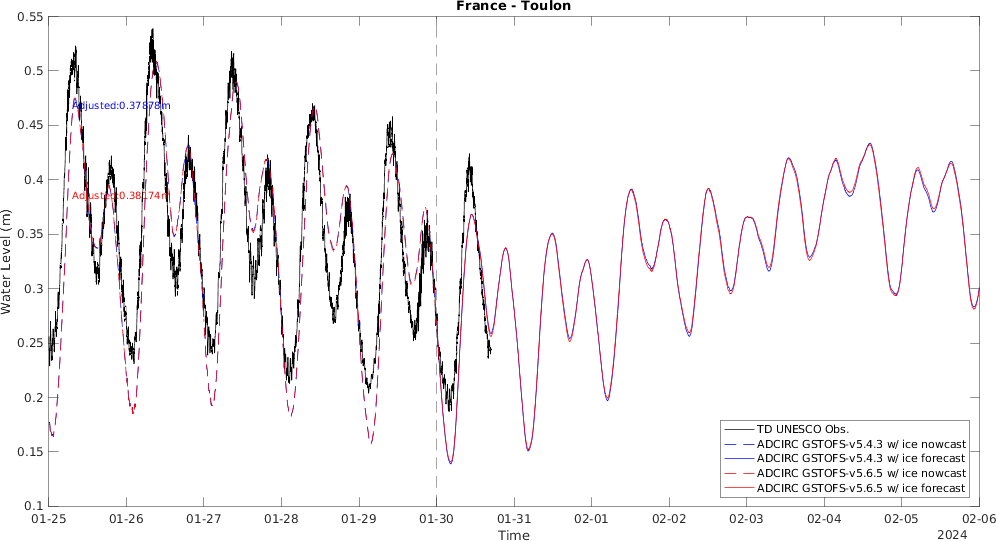 France - Toulon
0.55
0.5
0.45
0.4
0.35
0.3
0.25
0.2
0.15
0.1
Water Level (m)
Adjusted:0.37878m
Adjusted:0.38174m
TD UNESCO Obs.
ADCIRC GSTOFS-v5.4.3 w/ ice nowcast
ADCIRC GSTOFS-v5.4.3 w/ ice forecast
ADCIRC GSTOFS-v5.6.5 w/ ice nowcast
ADCIRC GSTOFS-v5.6.5 w/ ice forecast
01-25 01-26 01-27 01-28 01-29 01-30 01-31 02-01 02-02 02-03 02-04 02-05 02-06
Time
2024